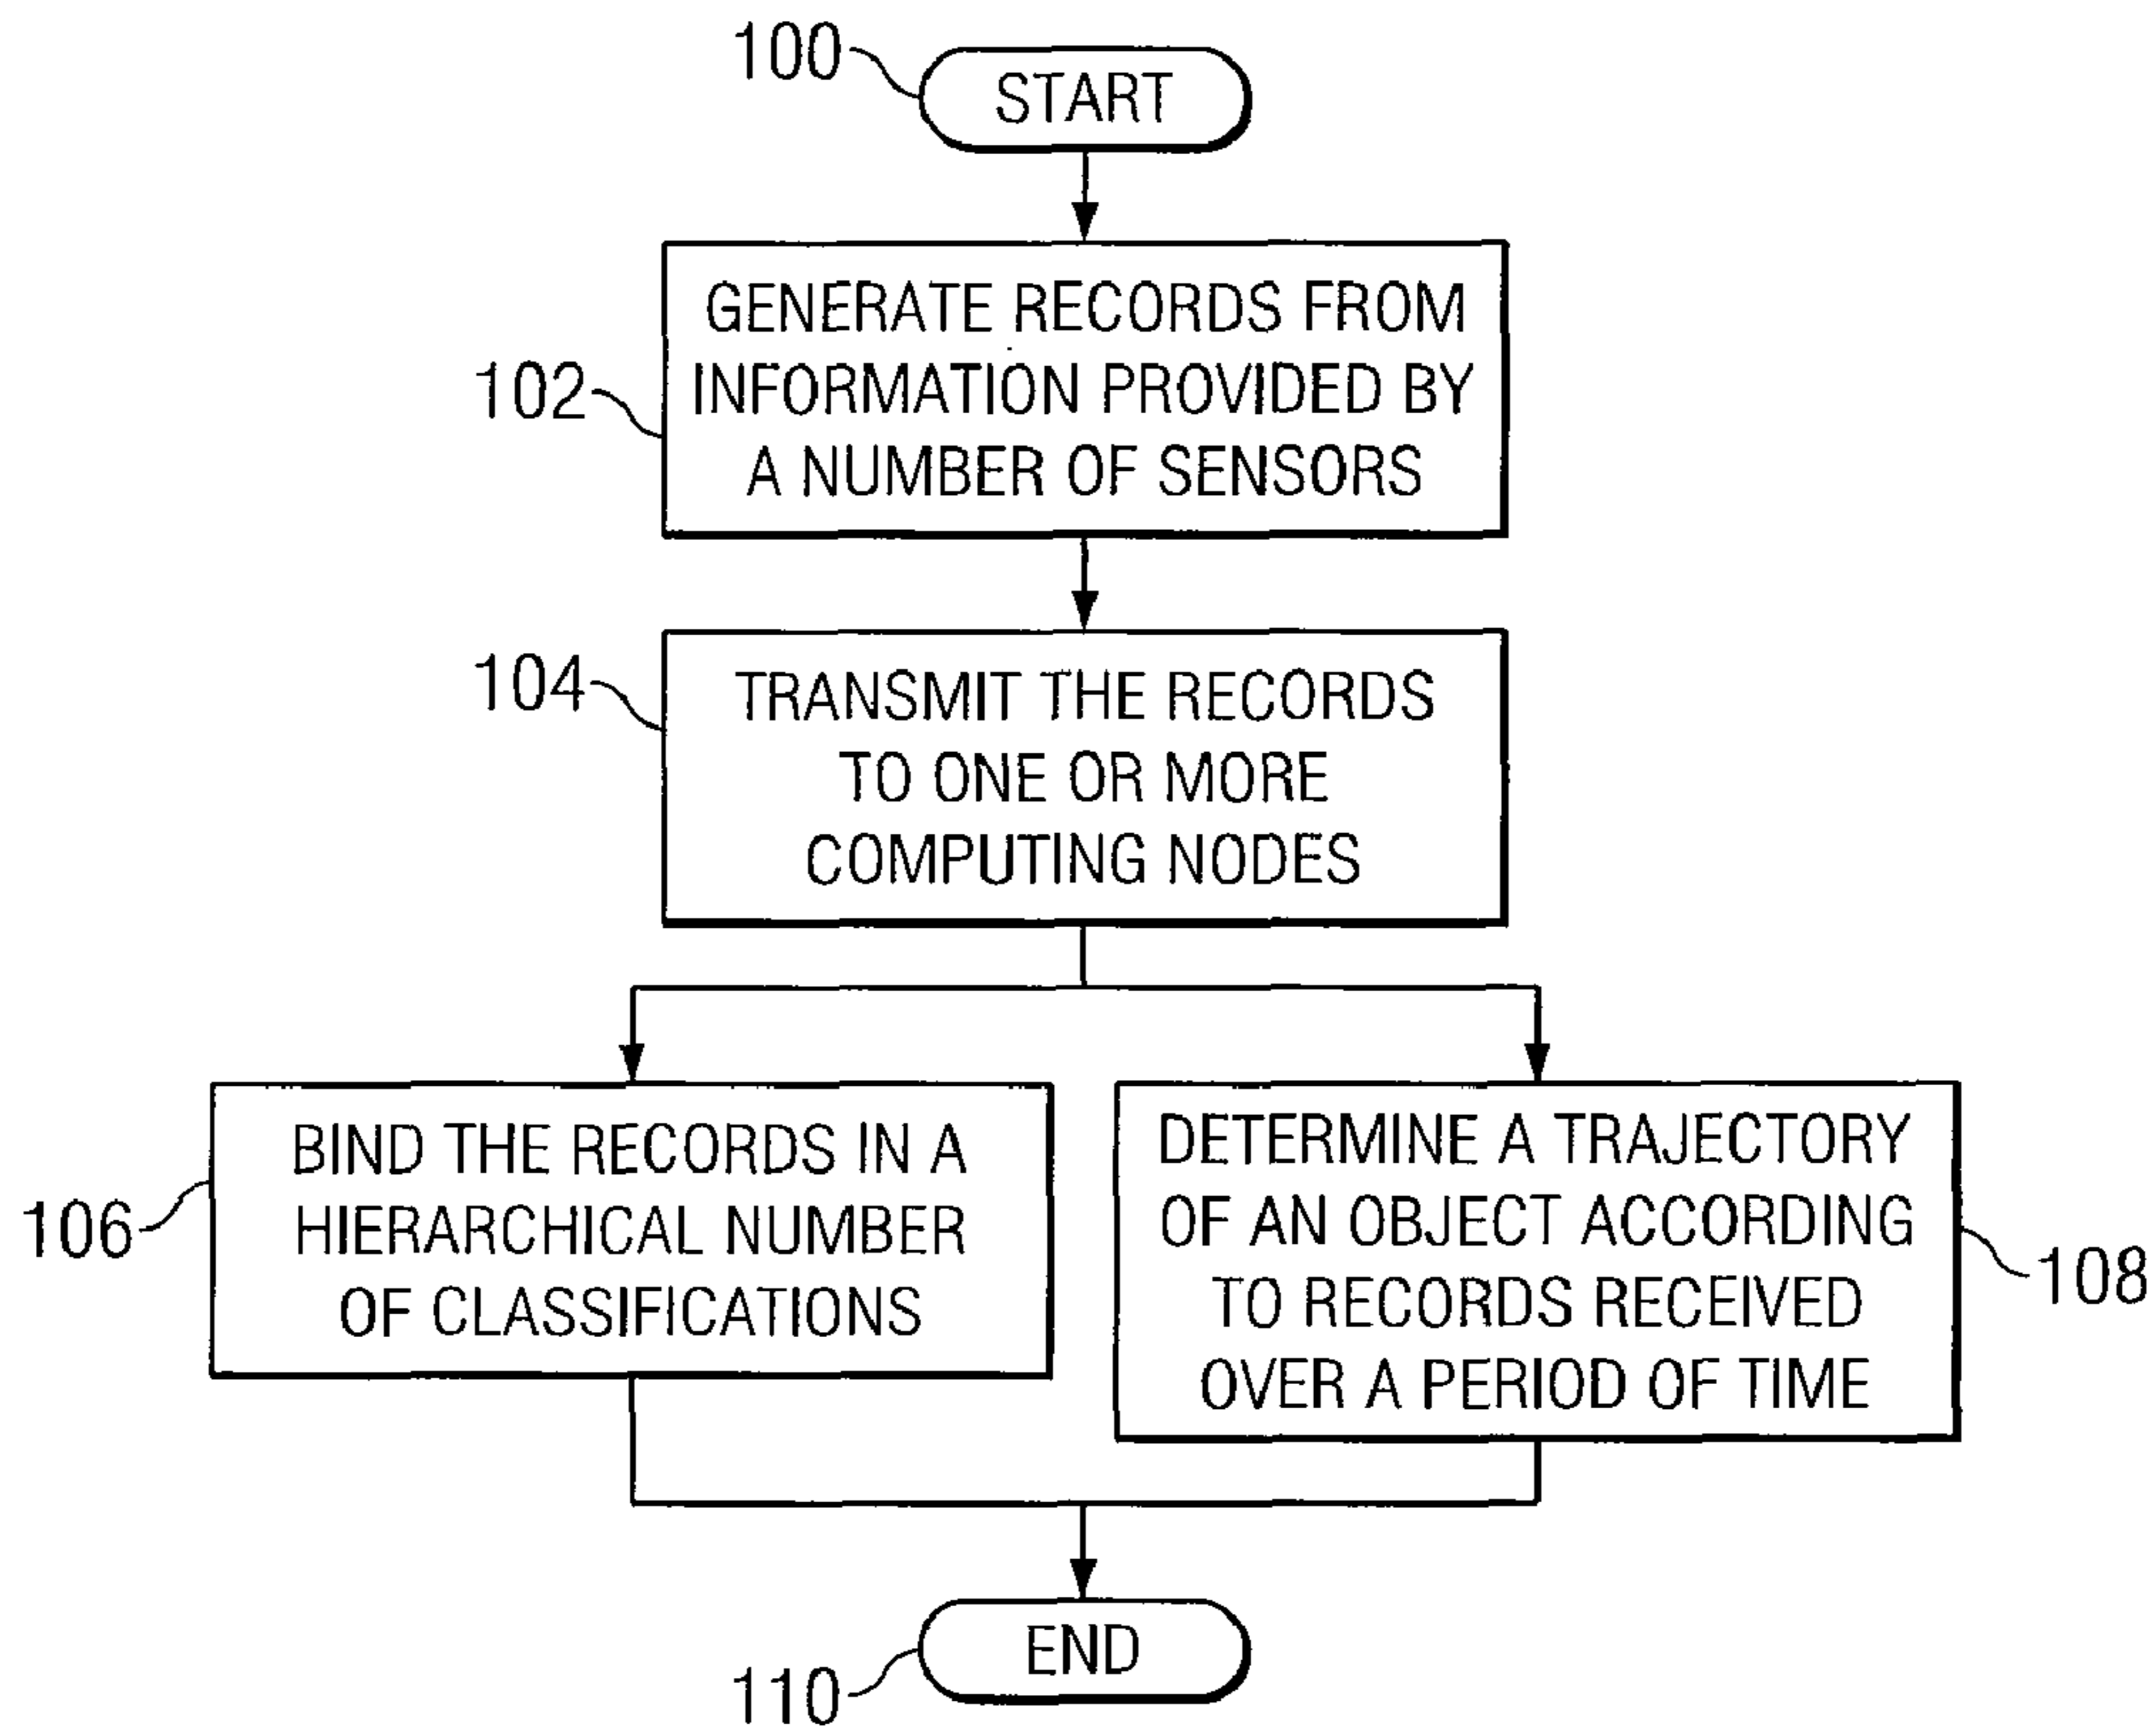 100
START
102
GENERATE RECORDS FROM
INFORMATION PROVIDED BY
A NUMBER OF SENSORS
104
TRANSMIT THE RECORDS
TO ONE OR MORE
COMPUTING NODES
106
BIND THE RECORDS IN A
HIERARCHICAL NUMBER
OF CLASSIFICATIONS
DETERMINE A TRAJECTORY
OF AN OBJECT ACCORDING
TO RECORDS RECEIVED
OVER A PERIOD OF TIME
108
END
110